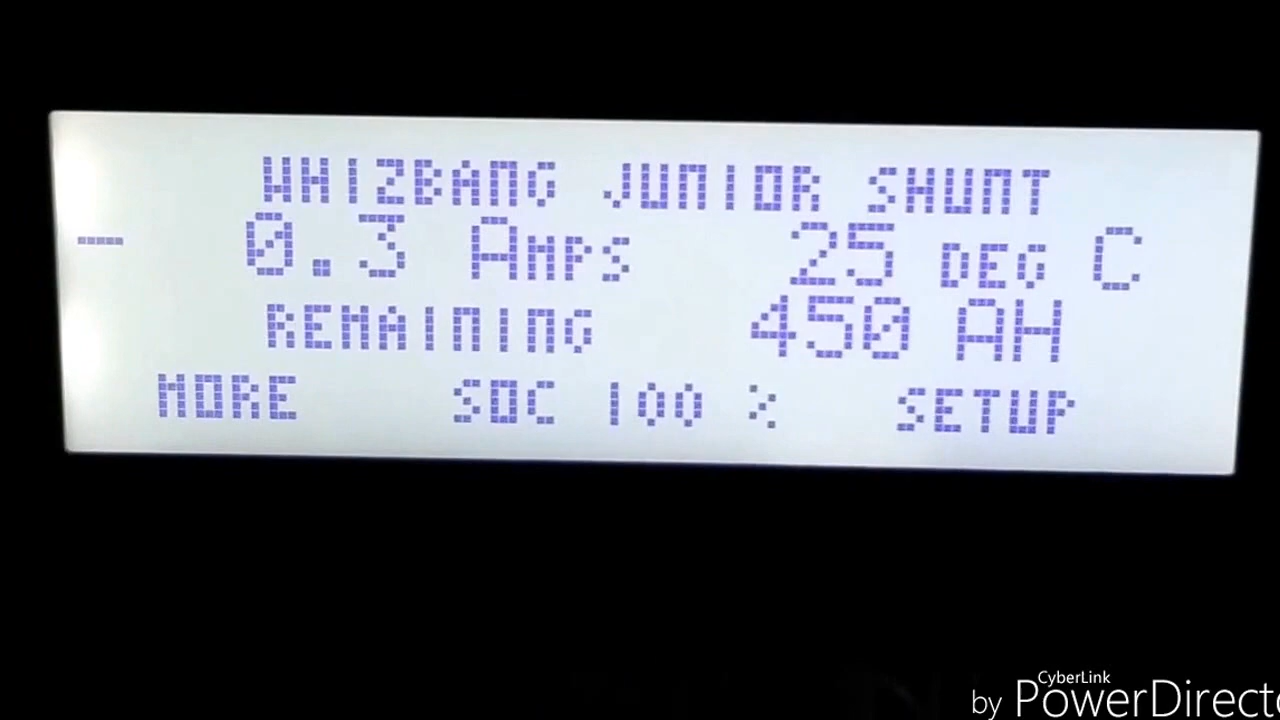 WHIZBANG JUNIOR SHUNT
- 0.3 AMPS 25 DEG C
REMAINING 450 AH
MORE SOC 100 % SETUP
CyberLink
by PowerDirecto